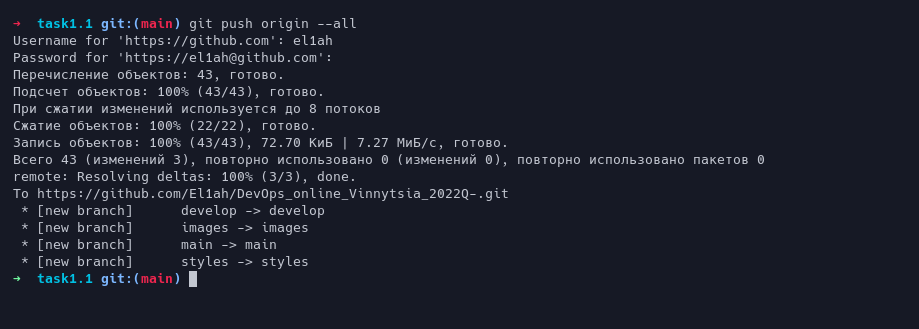 ➜  task1.1 git:(main) git push origin --all
Username for 'https://github.com': el1ah
Password for 'https://el1ah@github.com':
Перечисление объектов: 43, готово.
Подсчет объектов: 100% (43/43), готово.
При сжатии изменений используется до 8 потоков
Сжатие объектов: 100% (22/22), готово.
Запись объектов: 100% (43/43), 72.70 КиБ | 7.27 МиБ/с, готово.
Всего 43 (изменений 3), повторно использовано 0 (изменений 0), повторно использовано пакетов 0
remote: Resolving deltas: 100% (3/3), done.
To https://github.com/El1ah/DevOps_online_Vinnytsia_2022Q-.git
 * [new branch]      develop -> develop
 * [new branch]      images -> images
 * [new branch]      main -> main
 * [new branch]      styles -> styles
➜  task1.1 git:(main)